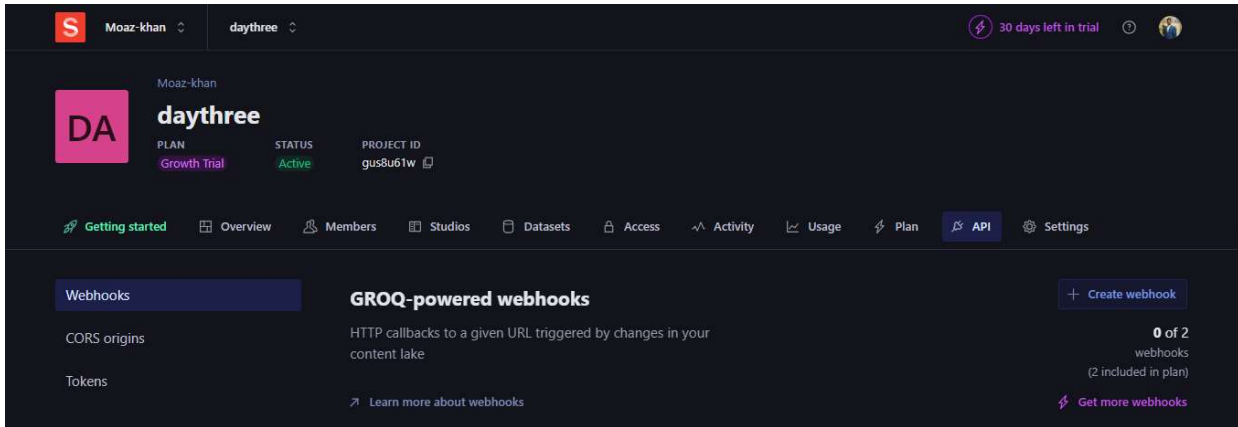 S Moaz-khan daythree 30 days left in trial
Moaz-khan
DA daythree
PLAN STATUS PROJECT ID
Growth Trial Active gus8u61w
Getting started Overview Members Studios Datasets Access Activity Usage Plan API Settings
Webhooks
CORS origins
Tokens
GROQ-powered webhooks
HTTP callbacks to a given URL triggered by changes in your
content lake
Learn more about webhooks
+ Create webhook
0 of 2
webhooks
(2 included in plan)
Get more webhooks